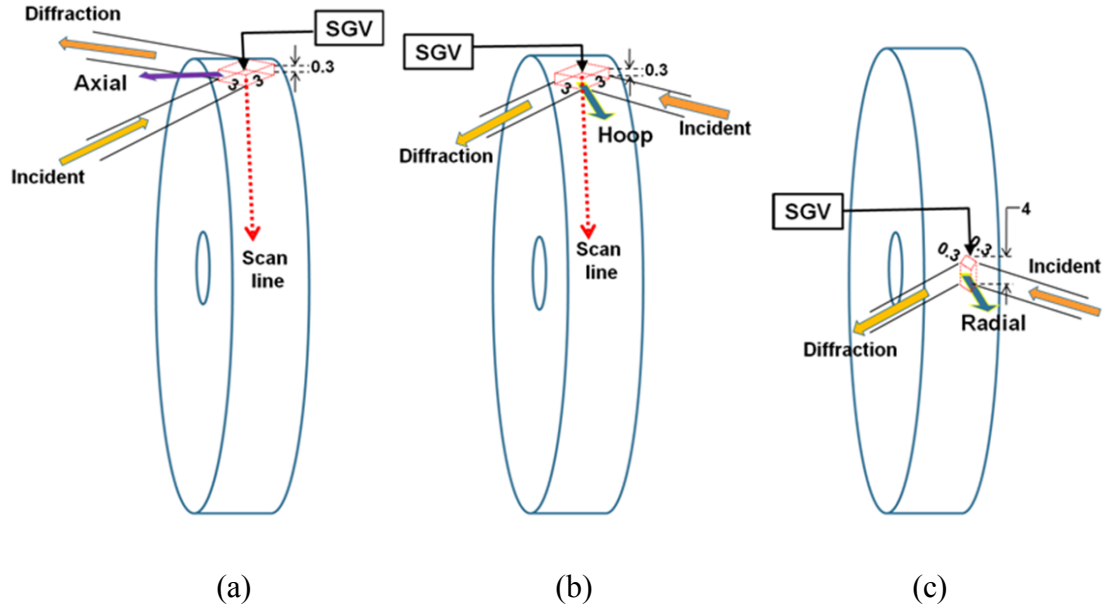 Diffraction
SGV
Axial
0.3
3 3
Incident
Scan
line
(a)
SGV
0.3
3 3
Hoop
Incident
Diffraction
Scan
line
(b)
SGV
4
0.3 0.3
Incident
Radial
Diffraction
(c)